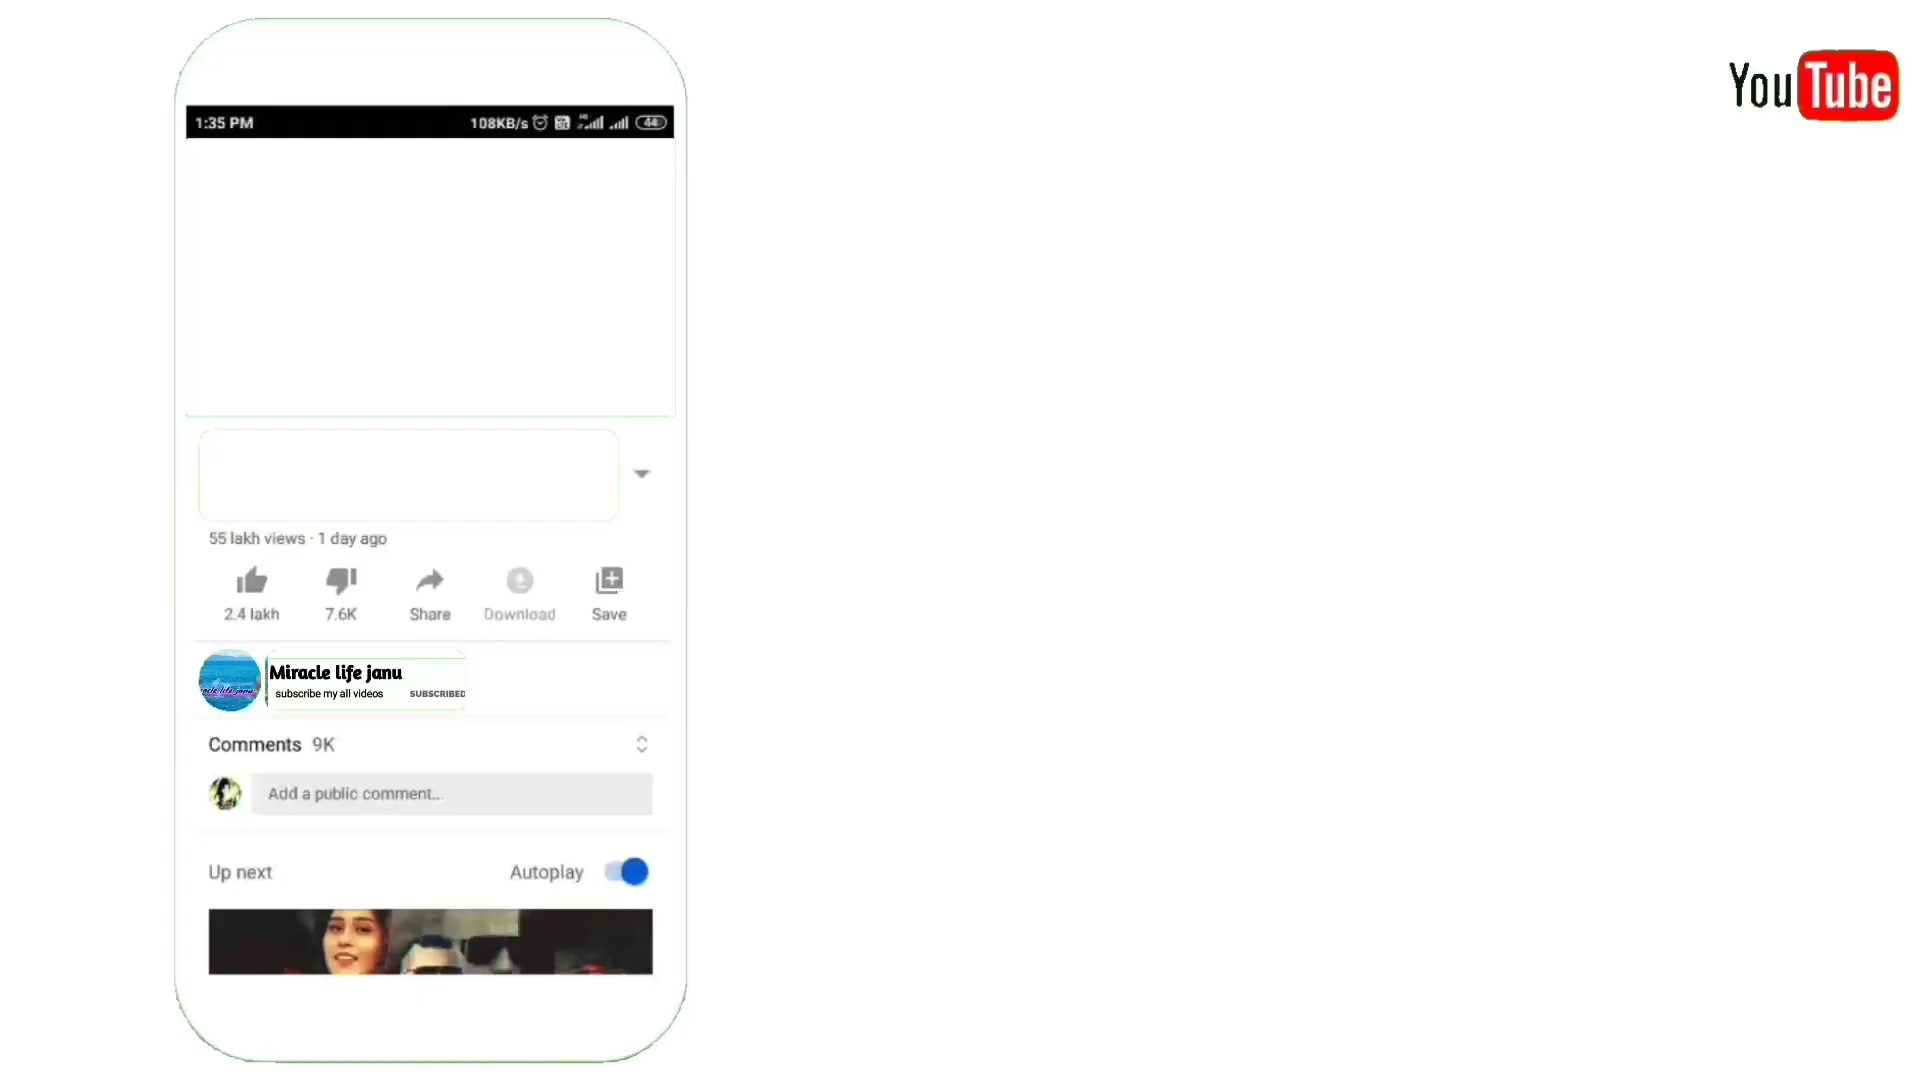 YouTube
1:35 PM 108KB/s 44
55 lakh views · 1 day ago
2.4 lakh 7.6K Share Download Save
Miracle life janu
subscribe my all videos SUBSCRIBED
Comments 9K
Add a public comment...
Up next Autoplay